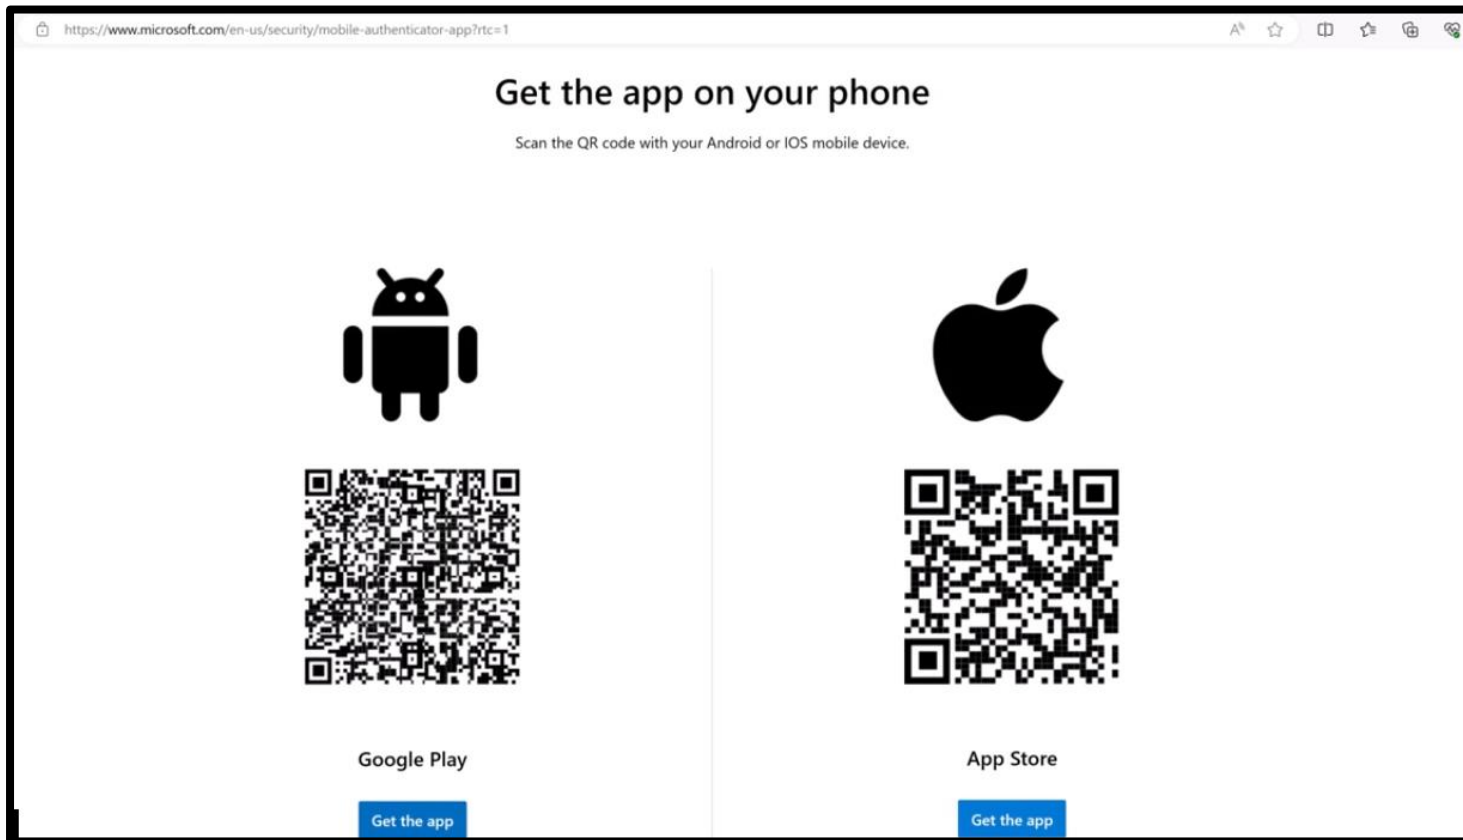 https://www.microsoft.com/en-us/security/mobile-authenticator-app?rtc=1
Get the app on your phone
Scan the QR code with your Android or IOS mobile device.
Google Play
App Store
Get the app
Get the app